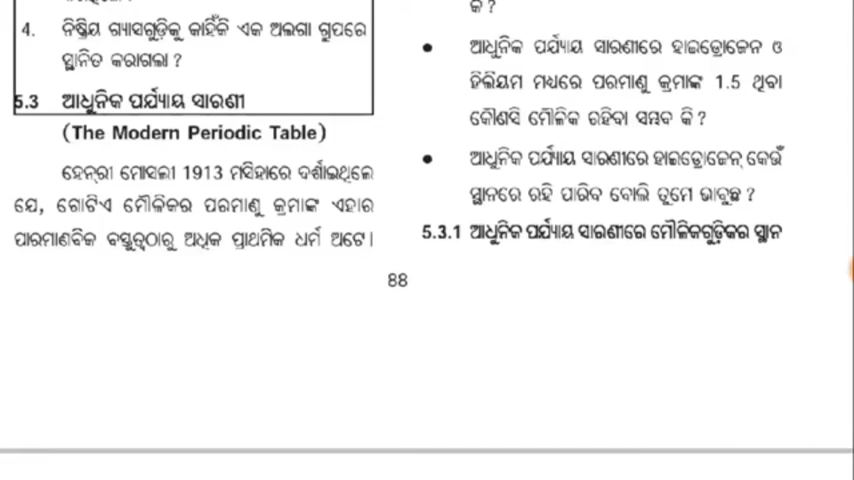 4. ନିଷ୍କ୍ରିୟ ଗ୍ୟାସଗୁଡ଼ିକୁ କାହିଁକି ଏକ ଅଲଗା ଗ୍ରୁପରେ
ସ୍ଥାନିତ କରାଗଲା ?
5.3 ଆଧୁନିକ ପର୍ଯ୍ୟାୟ ସାରଣୀ
(The Modern Periodic Table)
ହେନ୍‌ରୀ ମୋସଲୀ 1913 ମସିହାରେ ଦର୍ଶାଇଥିଲେ
ଯେ, ଗୋଟିଏ ମୌଳିକର ପରମାଣୁ କ୍ରମାଙ୍କ ଏହାର
ପାରମାଣବିକ ବସ୍ତୁତ୍ୱଠାରୁ ଅଧିକ ପ୍ରାଥମିକ ଧର୍ମ ଅଟେ ।
କି ?
• ଆଧୁନିକ ପର୍ଯ୍ୟାୟ ସାରଣୀରେ ହାଇଡ୍ରୋଜେନ ଓ
ହିଲିୟମ ମଧ୍ୟରେ ପରମାଣୁ କ୍ରମାଙ୍କ 1.5 ଥିବା
କୌଣସି ମୌଳିକ ରହିବା ସମ୍ଭବ କି ?
• ଆଧୁନିକ ପର୍ଯ୍ୟାୟ ସାରଣୀରେ ହାଇଡ୍ରୋଜେନ୍ କେଉଁ
ସ୍ଥାନରେ ରହି ପାରିବ ବୋଲି ତୁମେ ଭାବୁଛ ?
5.3.1 ଆଧୁନିକ ପର୍ଯ୍ୟାୟ ସାରଣୀରେ ମୌଳିକଗୁଡ଼ିକର ସ୍ଥାନ
88